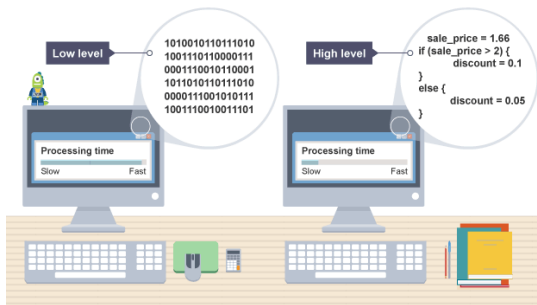 Low level
1010010110111010
1001110110000111
0001110010110001
1011010110111010
0000111001010111
1001110010011101
Processing time
Slow Fast
High level
sale_price = 1.66
if (sale_price > 2) {
discount = 0.1
}
else {
discount = 0.05
}
Processing time
Slow Fast